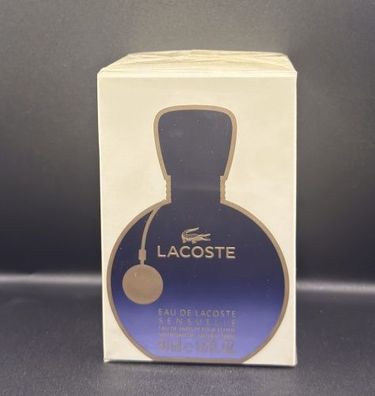 LACOSTE
EAU DE LACOSTE
SENSUELLE
EAU DE PARFUM POUR FEMME